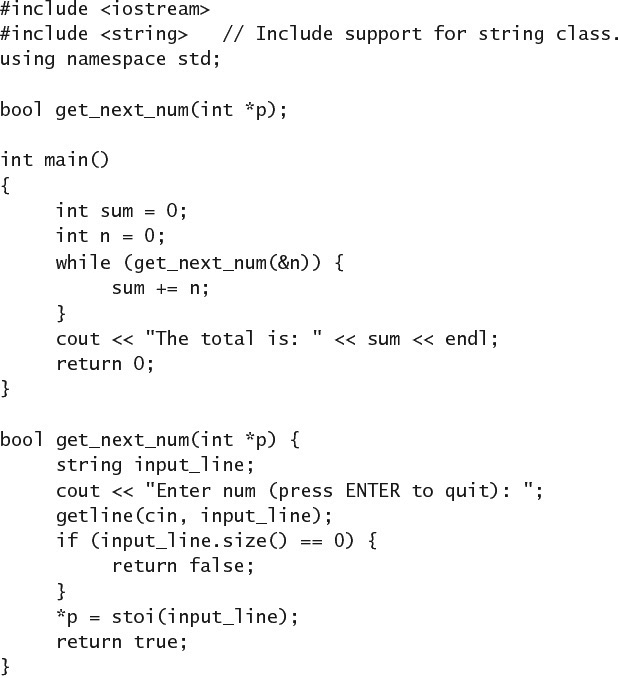 #include <iostream>
#include <string>   // Include support for string class.
using namespace std;

bool get_next_num(int *p);

int main()
{
     int sum = 0;
     int n = 0;
     while (get_next_num(&n)) {
          sum += n;
     }
     cout << "The total is: " << sum << endl;
     return 0;
}

bool get_next_num(int *p) {
     string input_line;
     cout << "Enter num (press ENTER to quit): ";
     getline(cin, input_line);
     if (input_line.size() == 0) {
          return false;
     }
     *p = stoi(input_line);
     return true;
}